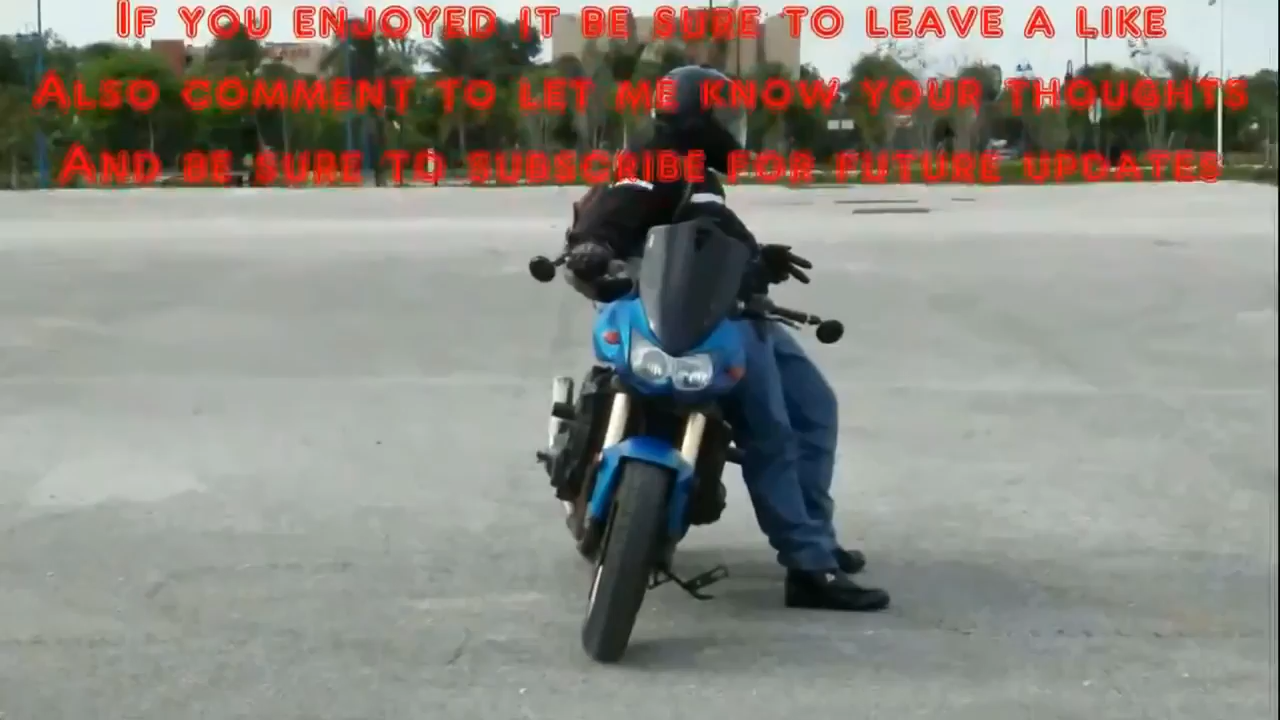 If you enjoyed it be sure to leave a like
Also comment to let me know your thoughts
And be sure to subscribe for future updates